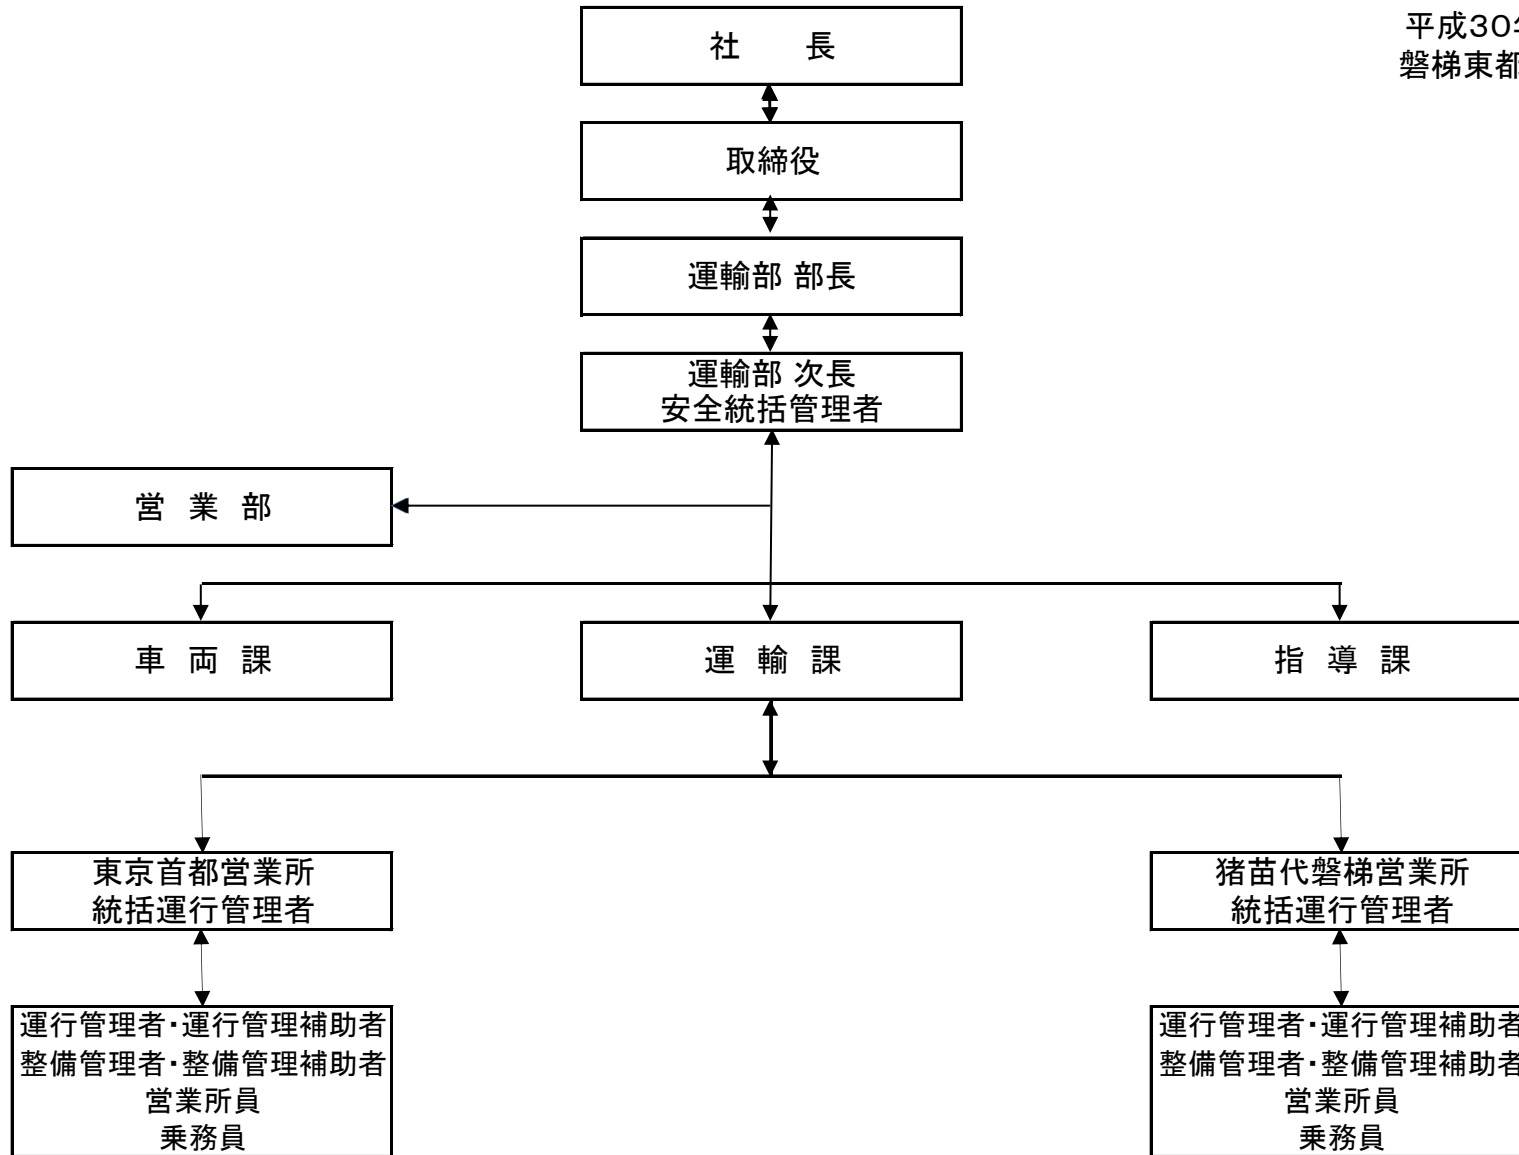 平成30年
磐梯東都
社　　長
取締役
運輸部 部長
運輸部 次長
安全統括管理者
営 業 部
車 両 課
運 輸 課
指 導 課
東京首都営業所
統括運行管理者
猪苗代磐梯営業所
統括運行管理者
運行管理者・運行管理補助者
整備管理者・整備管理補助者
営業所員
乗務員
運行管理者・運行管理補助者
整備管理者・整備管理補助者
営業所員
乗務員